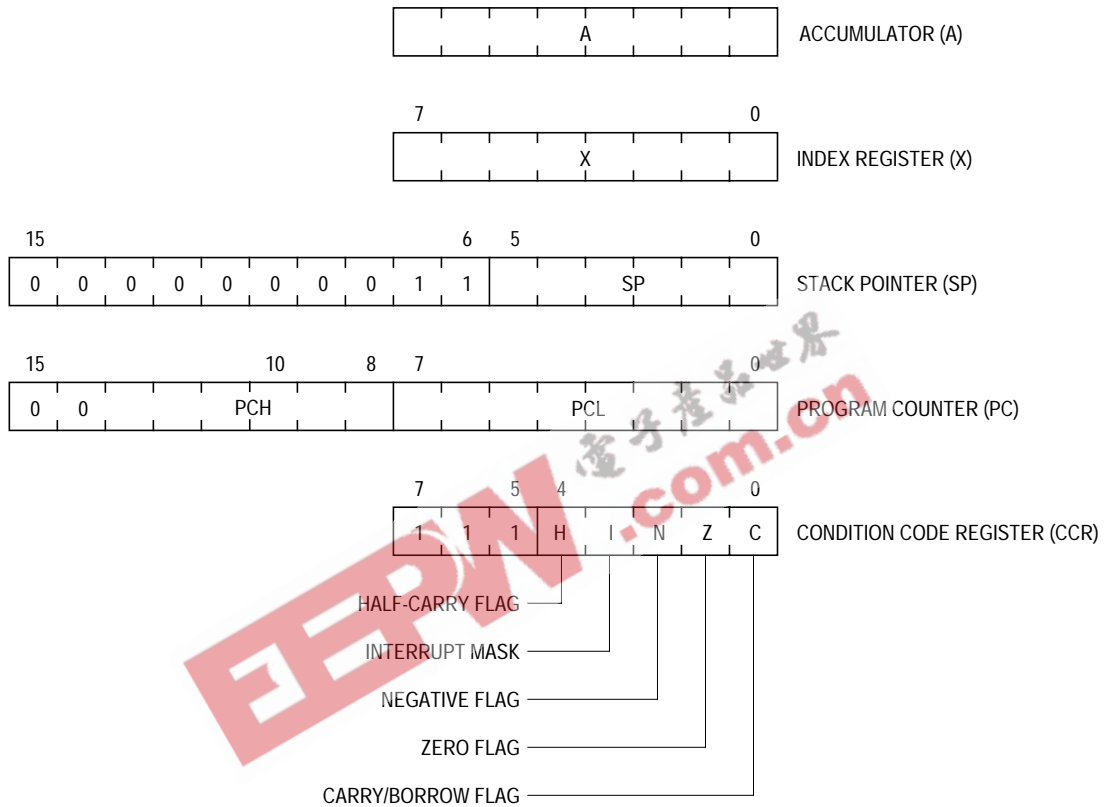 A ACCUMULATOR (A)
7 0
X INDEX REGISTER (X)
15 6 5 0
0 0 0 0 0 0 0 0 1 1 SP STACK POINTER (SP)
15 10 8 7 0
0 0 PCH PCL PROGRAM COUNTER (PC)
7 5 4 0
1 1 1 H I N Z C CONDITION CODE REGISTER (CCR)
HALF-CARRY FLAG
INTERRUPT MASK
NEGATIVE FLAG
ZERO FLAG
CARRY/BORROW FLAG
EEPW .com.cn
電子產品世界